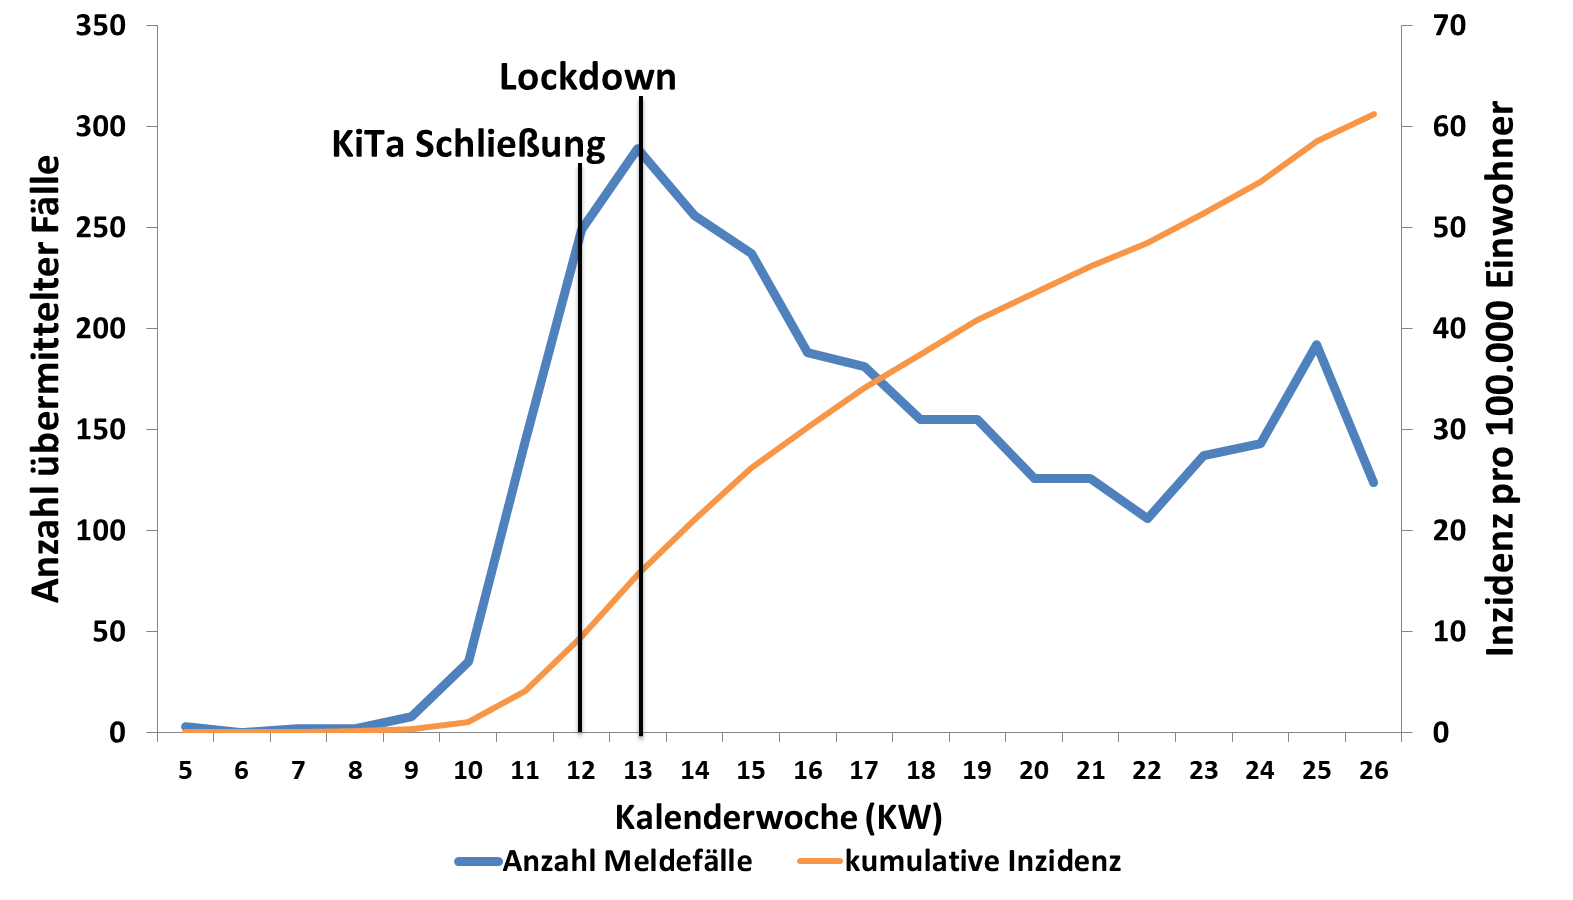 350
300
250
200
150
100
50
0
Anzahl übermittelter Fälle
Lockdown
KiTa Schließung
70
60
50
40
30
20
10
0
Inzidenz pro 100.000 Einwohner
5 6 7 8 9 10 11 12 13 14 15 16 17 18 19 20 21 22 23 24 25 26
Kalenderwoche (KW)
Anzahl Meldefälle kumulative Inzidenz